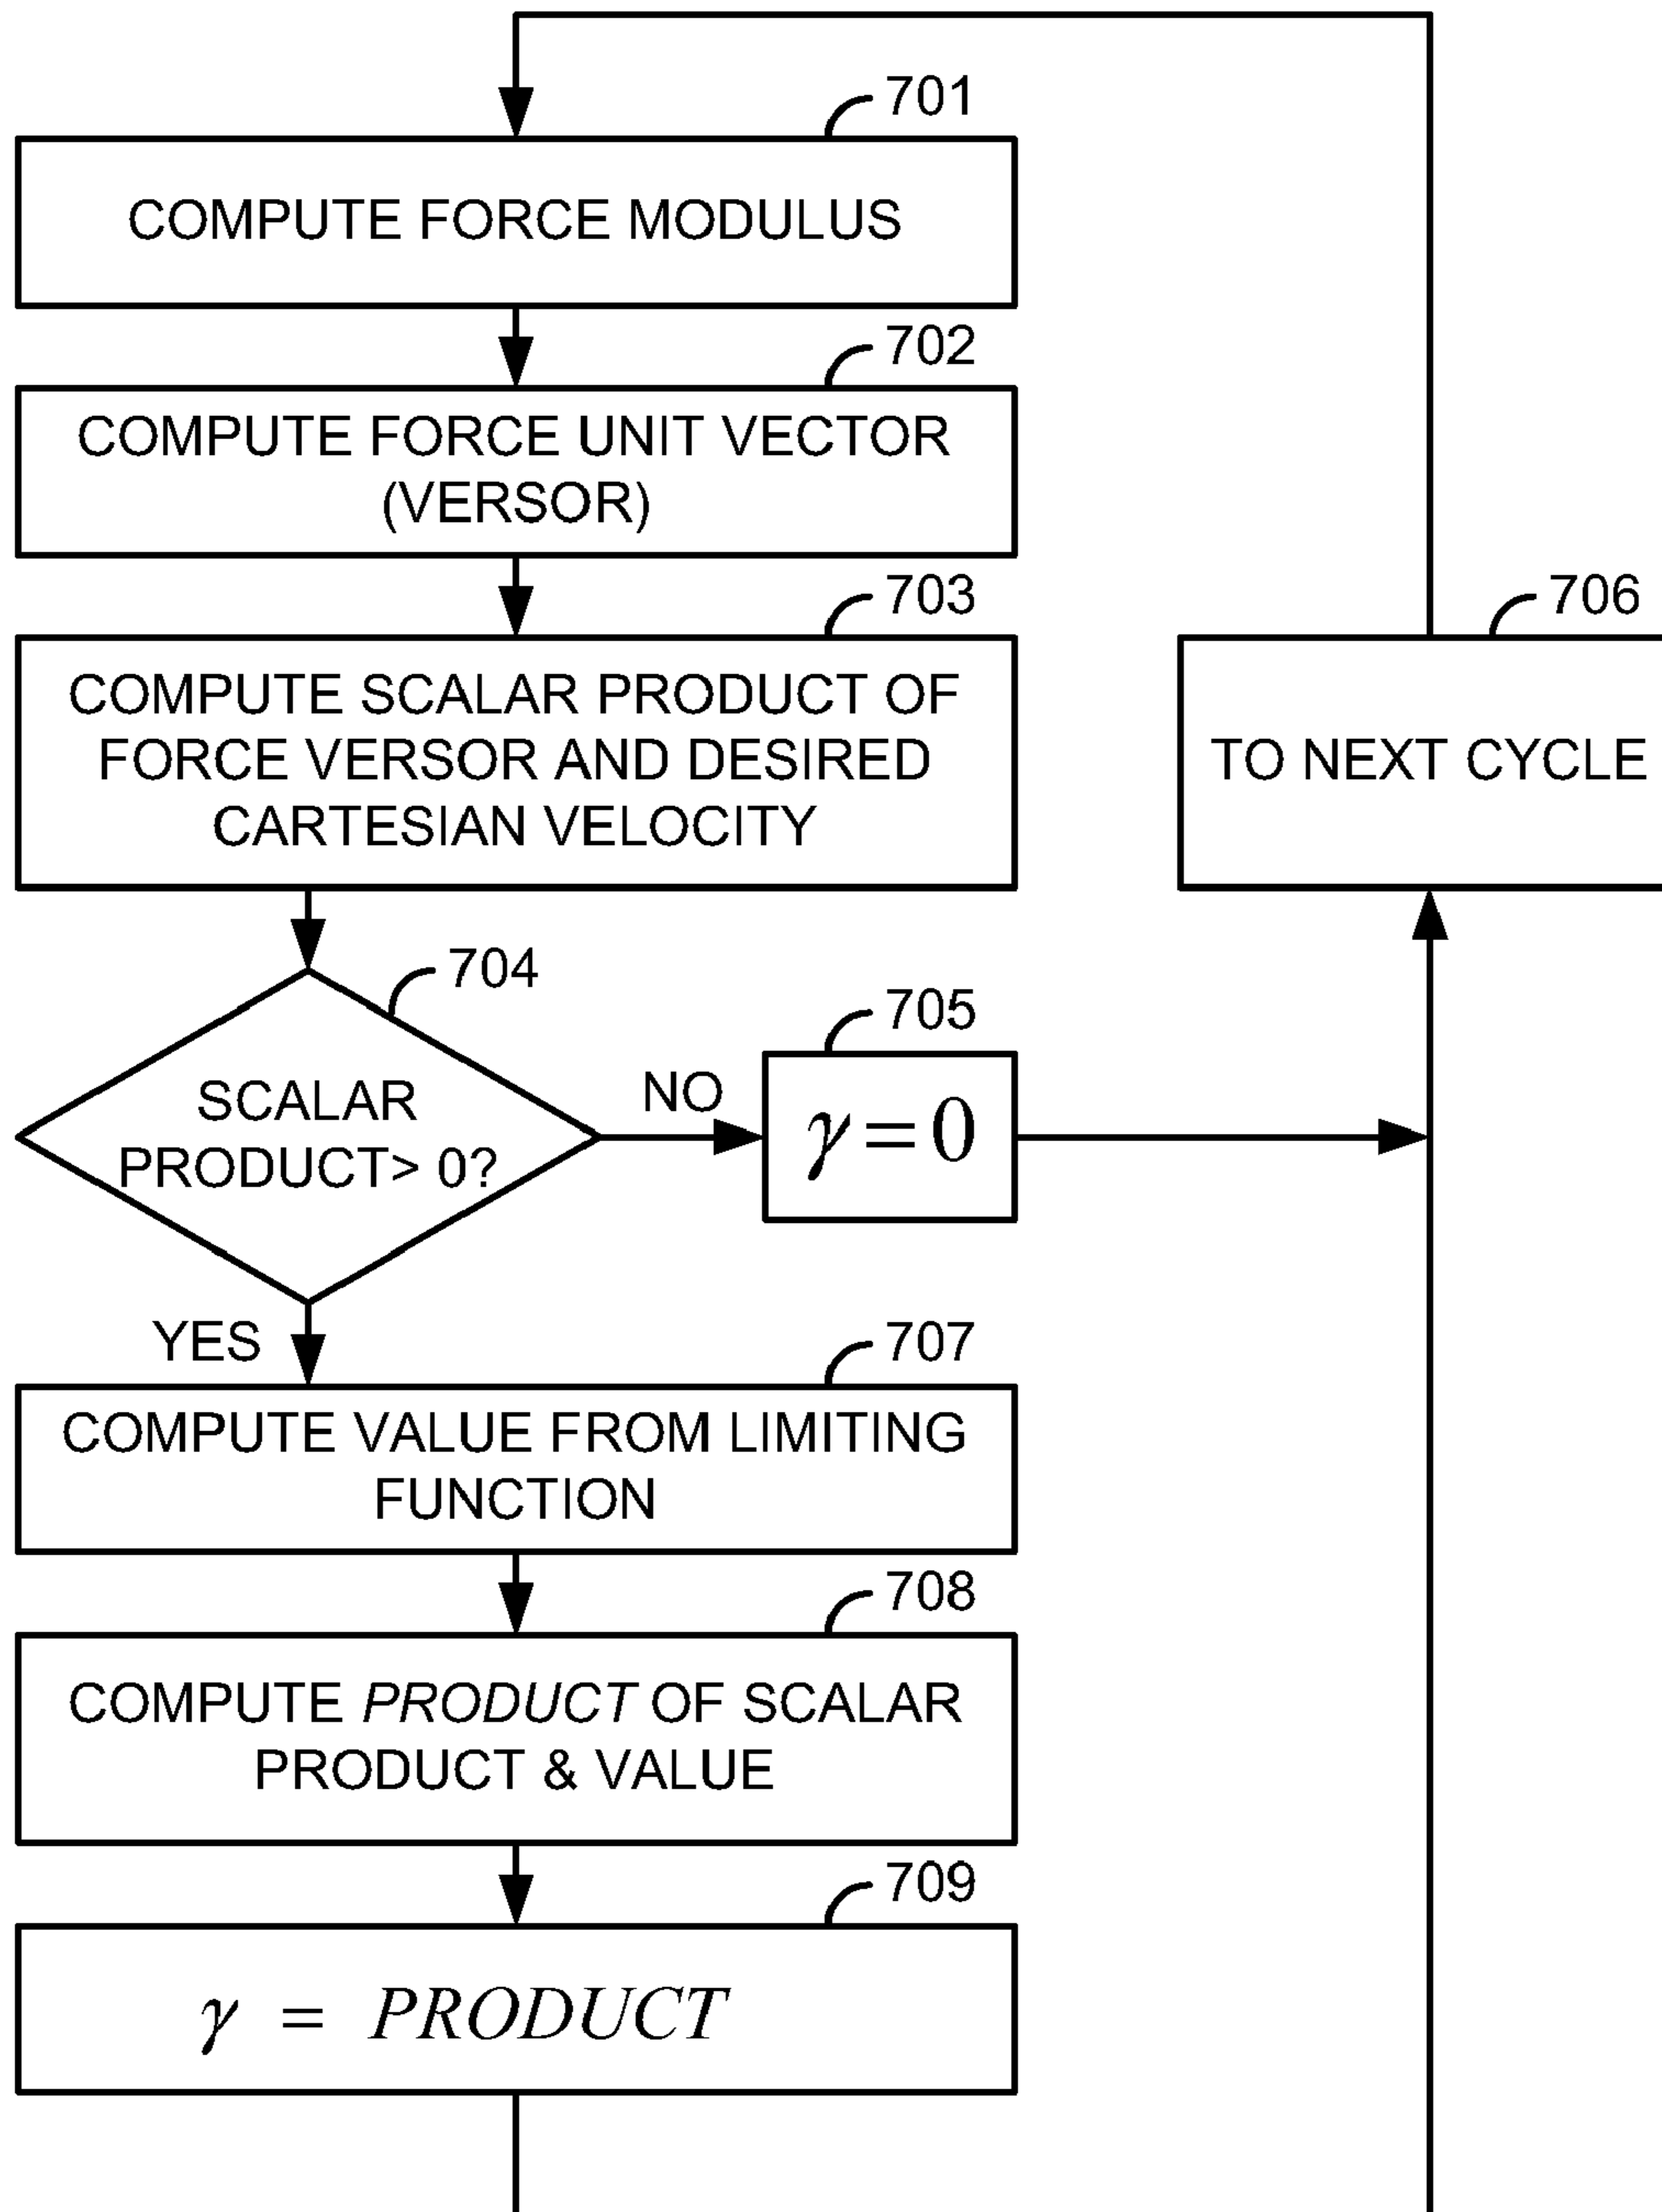 701
COMPUTE FORCE MODULUS
702
COMPUTE FORCE UNIT VECTOR
(VERSOR)
703
COMPUTE SCALAR PRODUCT OF
FORCE VERSOR AND DESIRED
CARTESIAN VELOCITY
706
TO NEXT CYCLE
704
SCALAR
PRODUCT> 0?
NO
705
γ = 0
YES
707
COMPUTE VALUE FROM LIMITING
FUNCTION
708
COMPUTE PRODUCT OF SCALAR
PRODUCT & VALUE
709
γ = PRODUCT